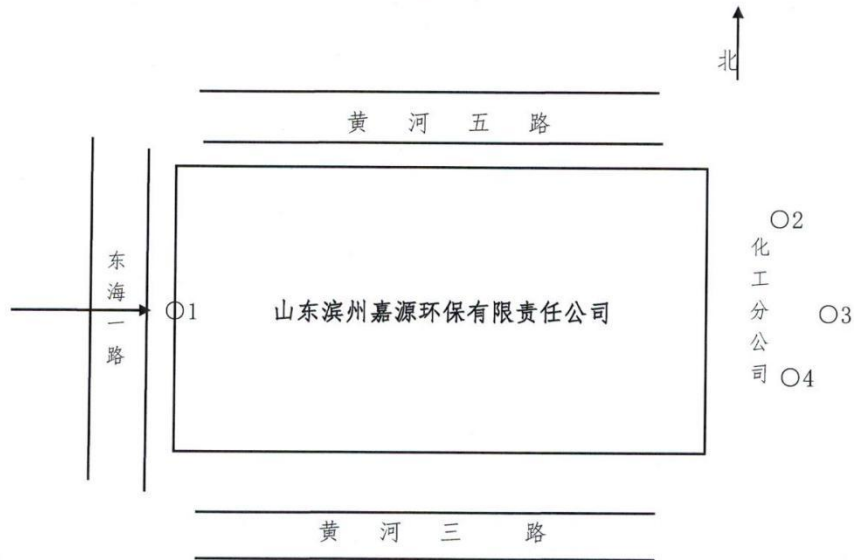 北
黄河五路
○2
东海一路
化工分公司
○1
山东滨州嘉源环保有限责任公司
○3
○4
黄河三路